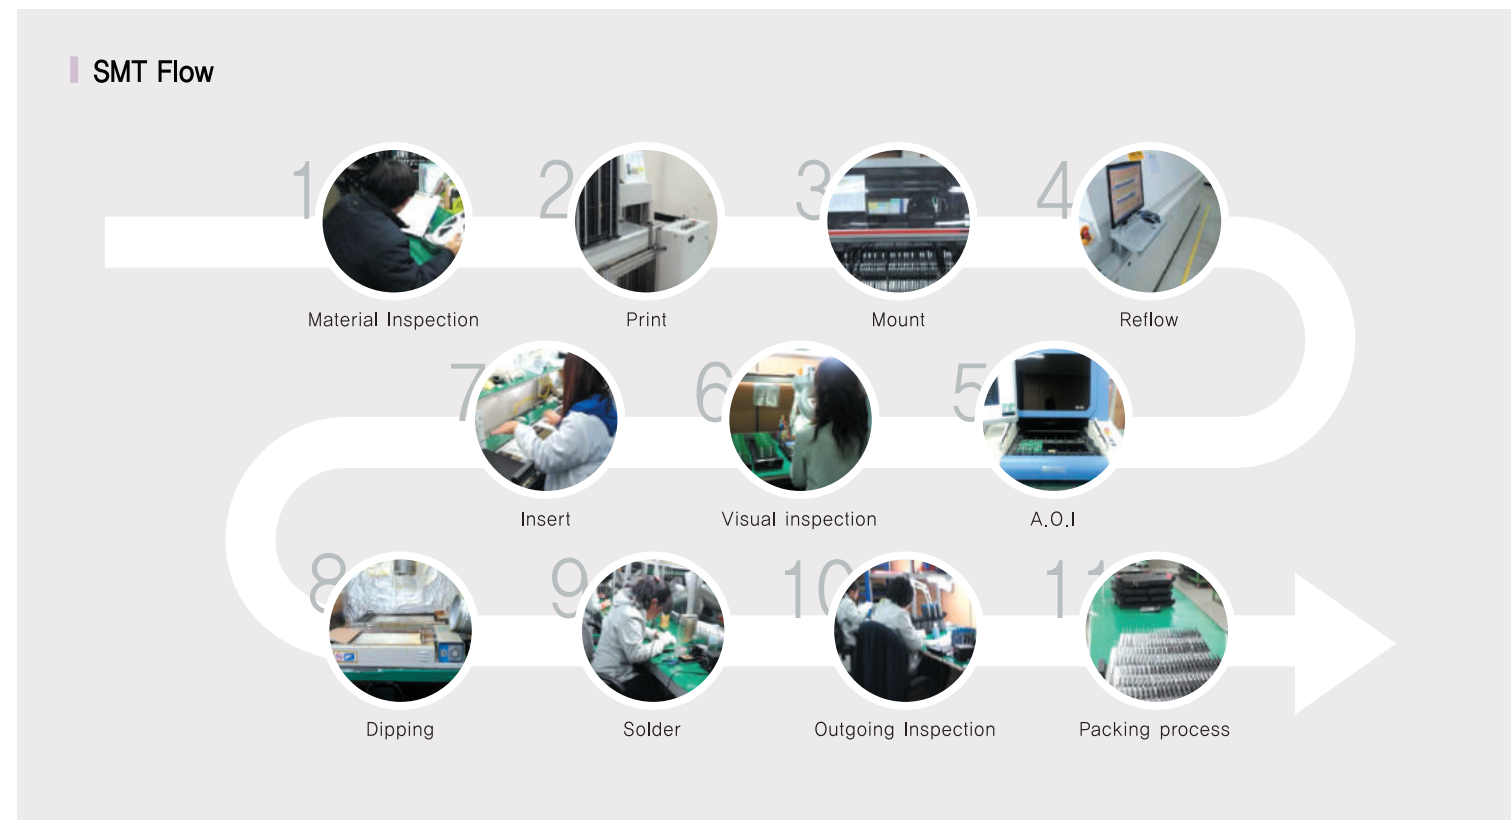 SMT Flow
1
Material Inspection
2
Print
3
Mount
4
Reflow
5
A.O.I
6
Visual inspection
7
Insert
8
Dipping
9
Solder
10
Outgoing Inspection
11
Packing process